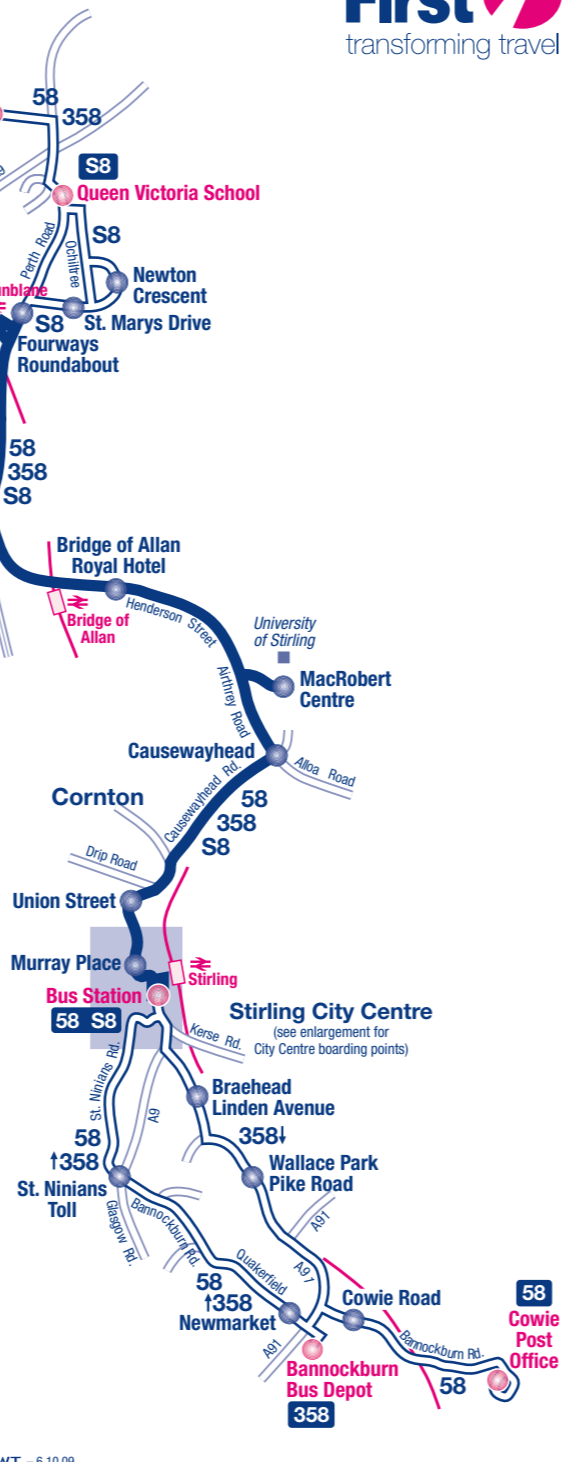 First
transforming travel
58
358
S8
Queen Victoria School
S8
Perth Road
Ochiltree
Newton
Crescent
nblane
S8
St. Marys Drive
Fourways
Roundabout
58
358
S8
Bridge of Allan
Royal Hotel
Henderson Street
Bridge of
Allan
University
of Stirling
MacRobert
Centre
Airthrey Road
Causewayhead
Alloa Road
Causewayhead Rd.
Cornton
58
358
S8
Drip Road
Union Street
Murray Place
Stirling
Bus Station
58 S8
Stirling City Centre
(see enlargement for
City Centre boarding points)
Kerse Rd.
St. Ninians Rd.
A9
Braehead
Linden Avenue
358↓
58
↑358
Wallace Park
Pike Road
St. Ninians
Toll
Glasgow Rd.
Bannockburn Rd.
A91
A91
Quakerfield
58
↑358
Newmarket
Cowie Road
58
Cowie
Post
Office
A91
Bannockburn Rd.
Bannockburn
Bus Depot
358
58
WT – 6.10.09